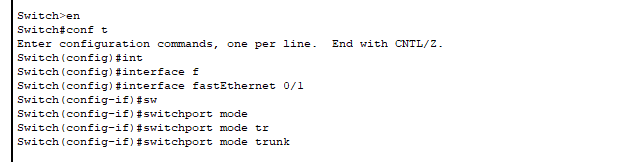 Switch>en
Switch#conf t
Enter configuration commands, one per line.  End with CNTL/Z.
Switch(config)#int
Switch(config)#interface f
Switch(config)#interface fastEthernet 0/1
Switch(config-if)#sw
Switch(config-if)#switchport mode
Switch(config-if)#switchport mode tr
Switch(config-if)#switchport mode trunk